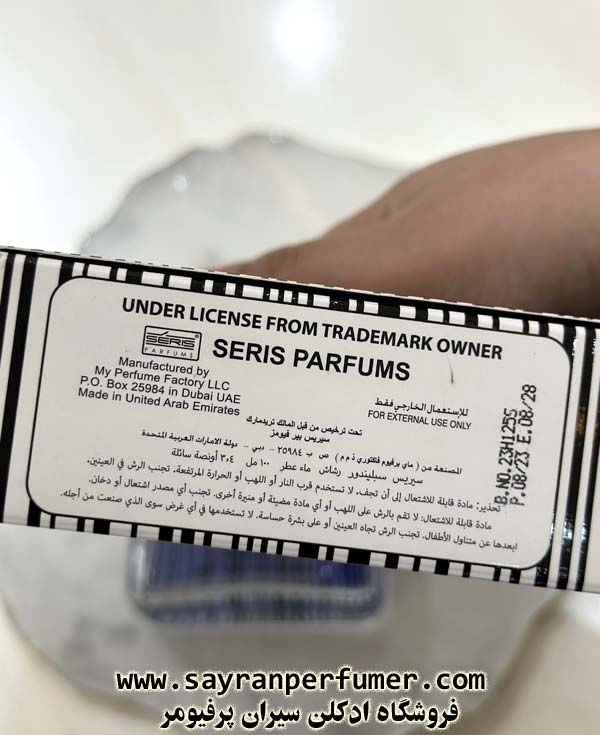 UNDER LICENSE FROM TRADEMARK OWNER
SÉRIS
PARFUMS
SERIS PARFUMS
Manufactured by
My Perfume Factory LLC
P.O. Box 25984 in Dubai UAE
Made in United Arab Emirates
للإستعمال الخارجي فقط
FOR EXTERNAL USE ONLY
تحت ترخيص من قبل المالك تريدمارك
سيريس بير فيومز
المصنعة من ( ماي برفيوم فاكتوري ذ م م ) ص ب ٢٥٩٨٤ - دبي - دولة الامارات العربية المتحدة
سيريس سبليندور رشاش ماء عطر ١٠٠ مل ٣،٤ أونصة سائلة
تحذير: مادة قابلة للاشتعال إلى أن تجف. لا تستخدم قرب النار أو اللهب أو الحرارة المرتفعة. تجنب الرش في العينين.
مادة قابلة للاشتعال: لا تقم بالرش على اللهب أو أي مادة مضيئة أو منيرة أخرى. تجنب أي مصدر اشتعال أو دخان.
ابعدها عن متناول الأطفال. تجنب الرش تجاه العينين أو على بشرة حساسة. لا تستخدمها في أي غرض سوى الذي صنعت من أجله.
B.NO.23H125S
P.08/23 E.08/28
www.sayranperfumer.com
فروشگاه ادکلن سیران پرفیومر